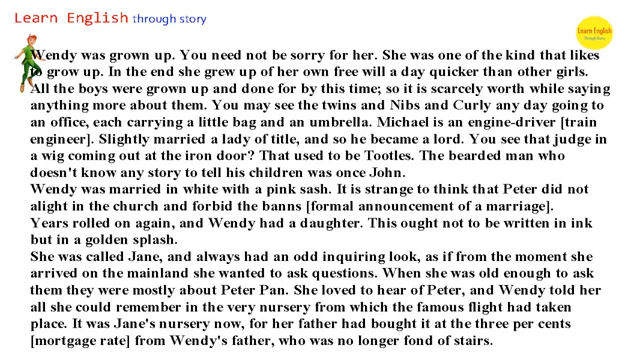 Learn English through story
Learn English
Through Story
Wendy was grown up. You need not be sorry for her. She was one of the kind that likes
to grow up. In the end she grew up of her own free will a day quicker than other girls.
All the boys were grown up and done for by this time; so it is scarcely worth while saying
anything more about them. You may see the twins and Nibs and Curly any day going to
an office, each carrying a little bag and an umbrella. Michael is an engine-driver [train
engineer]. Slightly married a lady of title, and so he became a lord. You see that judge in
a wig coming out at the iron door? That used to be Tootles. The bearded man who
doesn't know any story to tell his children was once John.
Wendy was married in white with a pink sash. It is strange to think that Peter did not
alight in the church and forbid the banns [formal announcement of a marriage].
Years rolled on again, and Wendy had a daughter. This ought not to be written in ink
but in a golden splash.
She was called Jane, and always had an odd inquiring look, as if from the moment she
arrived on the mainland she wanted to ask questions. When she was old enough to ask
them they were mostly about Peter Pan. She loved to hear of Peter, and Wendy told her
all she could remember in the very nursery from which the famous flight had taken
place. It was Jane's nursery now, for her father had bought it at the three per cents
[mortgage rate] from Wendy's father, who was no longer fond of stairs.